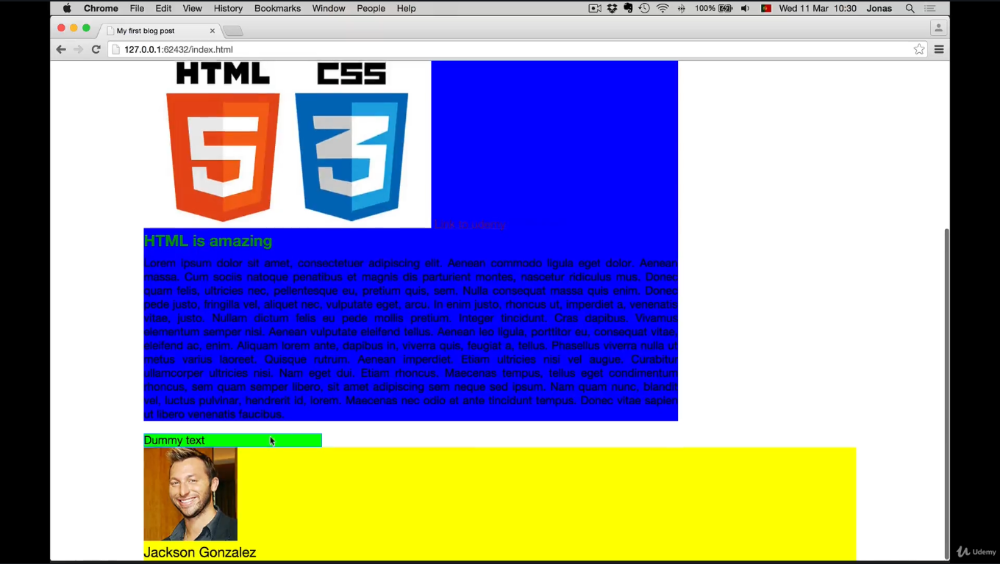 Chrome File Edit View History Bookmarks Window People Help 100% Wed 11 Mar 10:30 Jonas
My first blog post
127.0.0.1:62432/index.html
HTML CSS
5 3
Link to udemy
HTML is amazing
Lorem ipsum dolor sit amet, consectetuer adipiscing elit. Aenean commodo ligula eget dolor. Aenean
massa. Cum sociis natoque penatibus et magnis dis parturient montes, nascetur ridiculus mus. Donec
quam felis, ultricies nec, pellentesque eu, pretium quis, sem. Nulla consequat massa quis enim. Donec
pede justo, fringilla vel, aliquet nec, vulputate eget, arcu. In enim justo, rhoncus ut, imperdiet a, venenatis
vitae, justo. Nullam dictum felis eu pede mollis pretium. Integer tincidunt. Cras dapibus. Vivamus
elementum semper nisi. Aenean vulputate eleifend tellus. Aenean leo ligula, porttitor eu, consequat vitae,
eleifend ac, enim. Aliquam lorem ante, dapibus in, viverra quis, feugiat a, tellus. Phasellus viverra nulla ut
metus varius laoreet. Quisque rutrum. Aenean imperdiet. Etiam ultricies nisi vel augue. Curabitur
ullamcorper ultricies nisi. Nam eget dui. Etiam rhoncus. Maecenas tempus, tellus eget condimentum
rhoncus, sem quam semper libero, sit amet adipiscing sem neque sed ipsum. Nam quam nunc, blandit
vel, luctus pulvinar, hendrerit id, lorem. Maecenas nec odio et ante tincidunt tempus. Donec vitae sapien
ut libero venenatis faucibus.
Dummy text
Jackson Gonzalez
Udemy